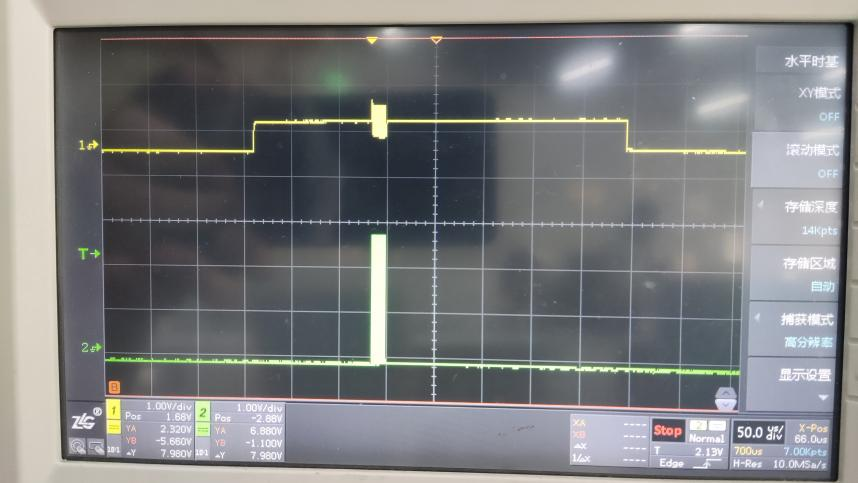 水平时基
XY模式
OFF
滚动模式
OFF
存储深度
14Kpts
存储区域
自动
捕获模式
高分辨率
显示设置
1
T
2
B
ZLG®
1 1.00V/div
Pos 1.68V
YA 2.320V
YB -5.660V
△Y 7.980V
10:1
2 1.00V/div
Pos -2.88V
YA 6.880V
YB -1.100V
△Y 7.980V
10:1
XA ----
XB ----
△X ----
1/△X ----
Stop 2 Normal
T 2.13V
Edge
50.0 us/div
X-Pos
66.0us
700us 7.00Kpts
H-Res 10.0MSa/s